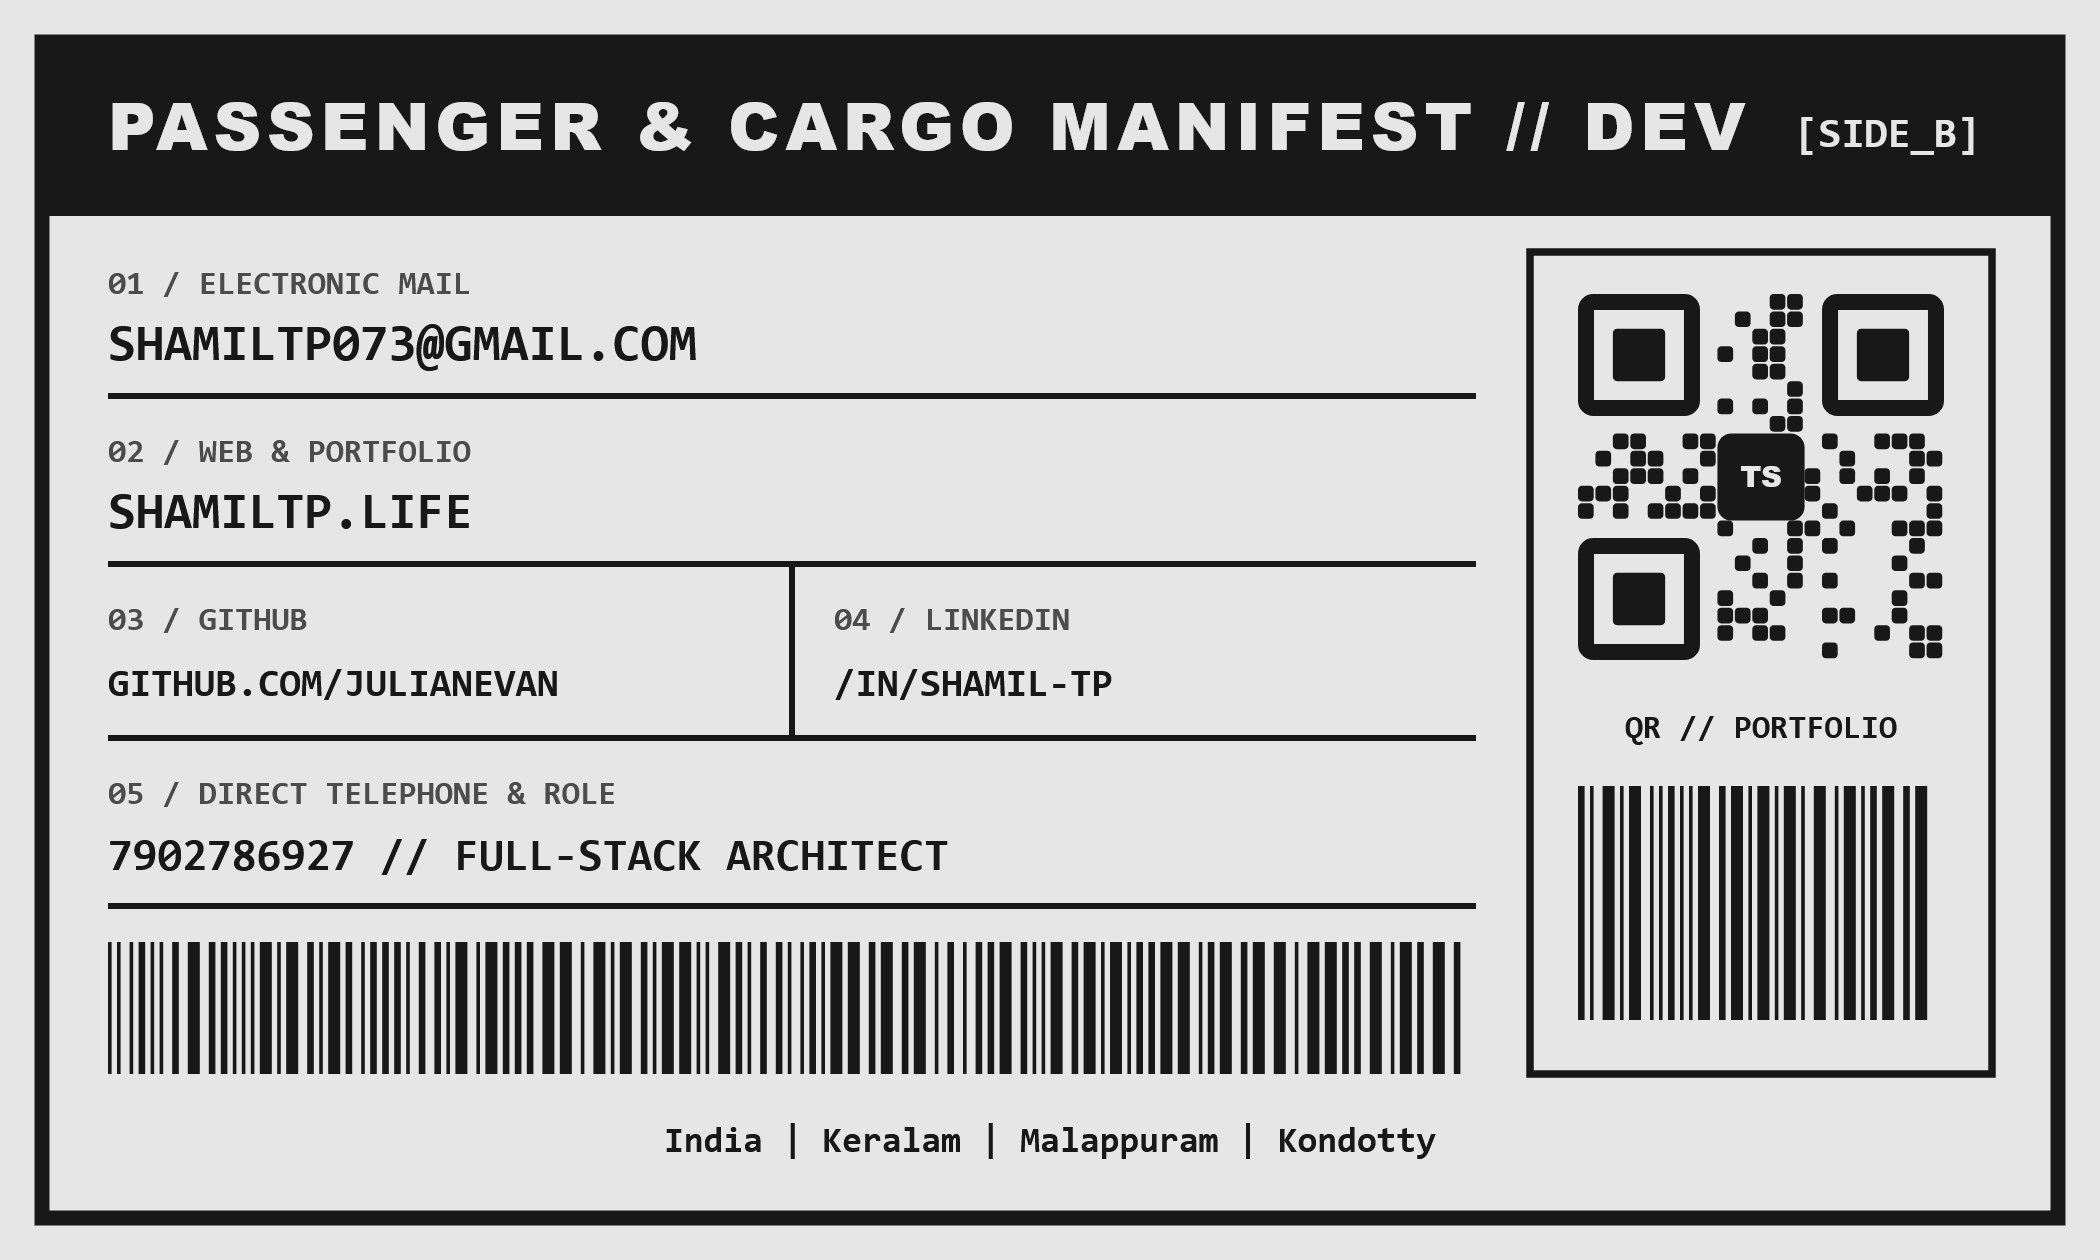 PASSENGER & CARGO MANIFEST // DEV [SIDE_B]
01 / ELECTRONIC MAIL
SHAMILTP073@GMAIL.COM
02 / WEB & PORTFOLIO
SHAMILTP.LIFE
03 / GITHUB
GITHUB.COM/JULIANEVAN
04 / LINKEDIN
/IN/SHAMIL-TP
05 / DIRECT TELEPHONE & ROLE
7902786927 // FULL-STACK ARCHITECT
TS
QR // PORTFOLIO
India | Keralam | Malappuram | Kondotty